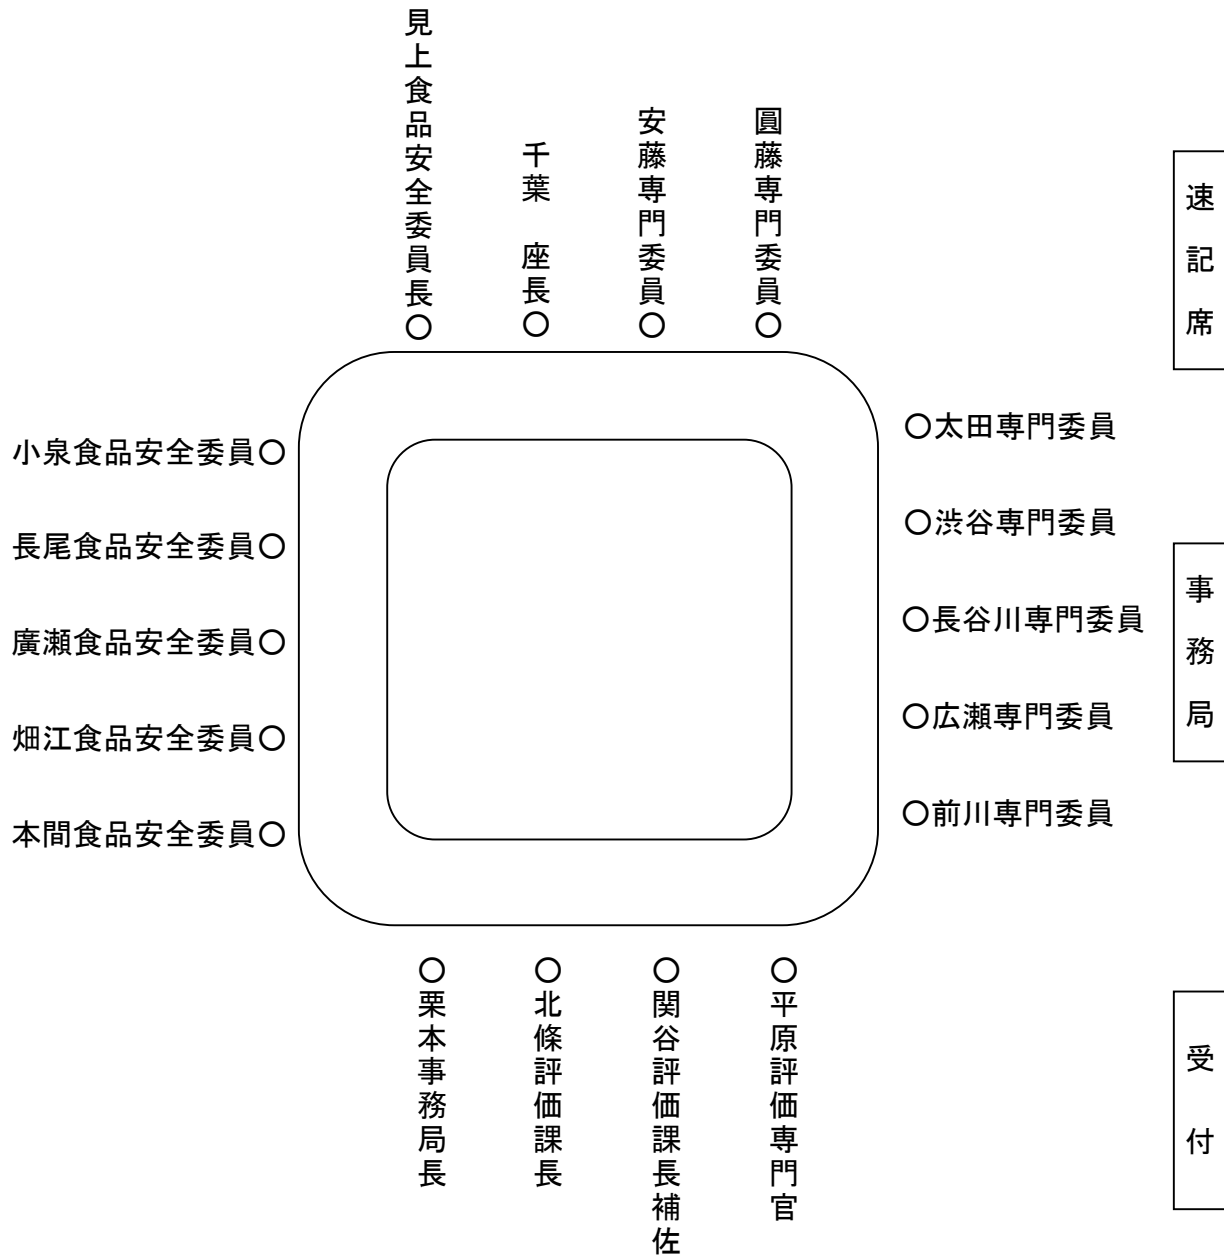 見上食品安全委員長○
千葉　座長○
安藤専門委員○
圓藤専門委員○
速記席
小泉食品安全委員○
長尾食品安全委員○
廣瀬食品安全委員○
畑江食品安全委員○
本間食品安全委員○
○太田専門委員
○渋谷専門委員
○長谷川専門委員
○広瀬専門委員
○前川専門委員
事務局
○栗本事務局長
○北條評価課長
○関谷評価課長補佐
○平原評価専門官
受付